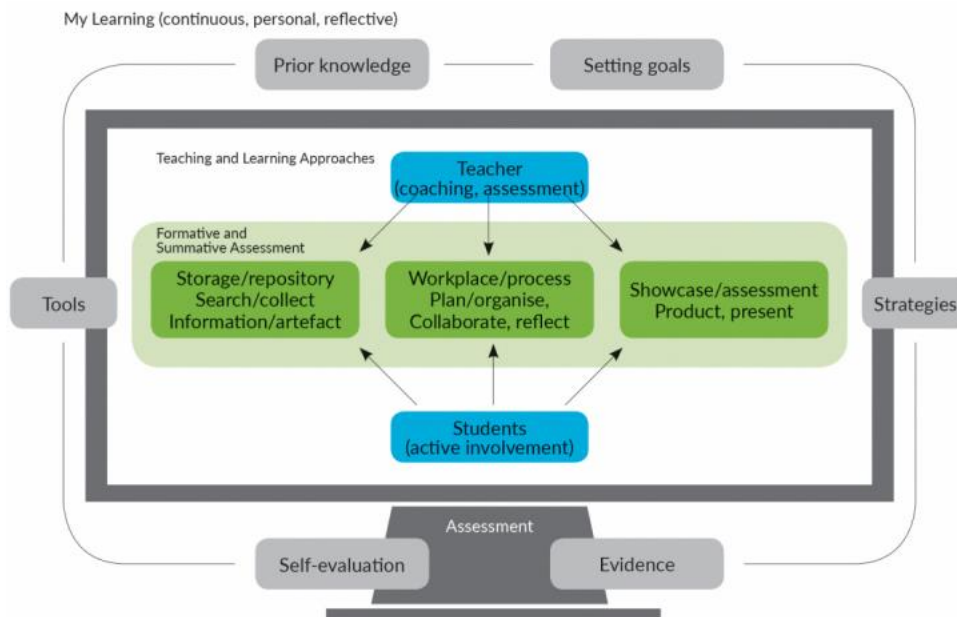 My Learning (continuous, personal, reflective)
Prior knowledge
Setting goals
Teaching and Learning Approaches
Teacher
(coaching, assessment)
Formative and
Summative Assessment
Storage/repository
Search/collect
Information/artefact
Workplace/process
Plan/organise,
Collaborate, reflect
Showcase/assessment
Product, present
Tools
Strategies
Students
(active involvement)
Assessment
Self-evaluation
Evidence